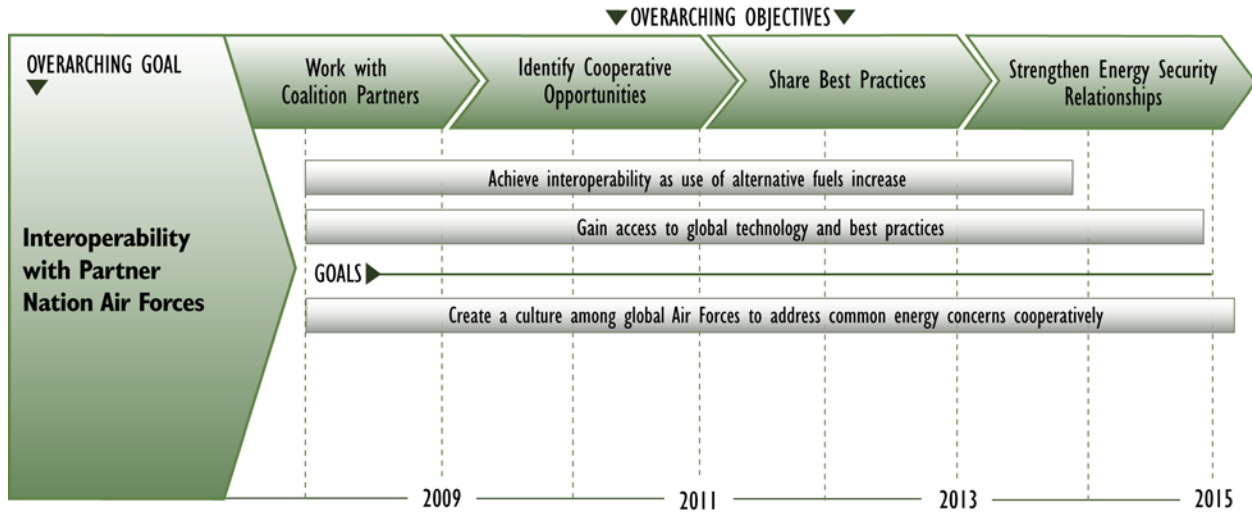 OVERARCHING OBJECTIVES
OVERARCHING GOAL
Work with
Coalition Partners
Identify Cooperative
Opportunities
Share Best Practices
Strengthen Energy Security
Relationships
Interoperability
with Partner
Nation Air Forces
Achieve interoperability as use of alternative fuels increase
Gain access to global technology and best practices
GOALS
Create a culture among global Air Forces to address common energy concerns cooperatively
2009
2011
2013
2015